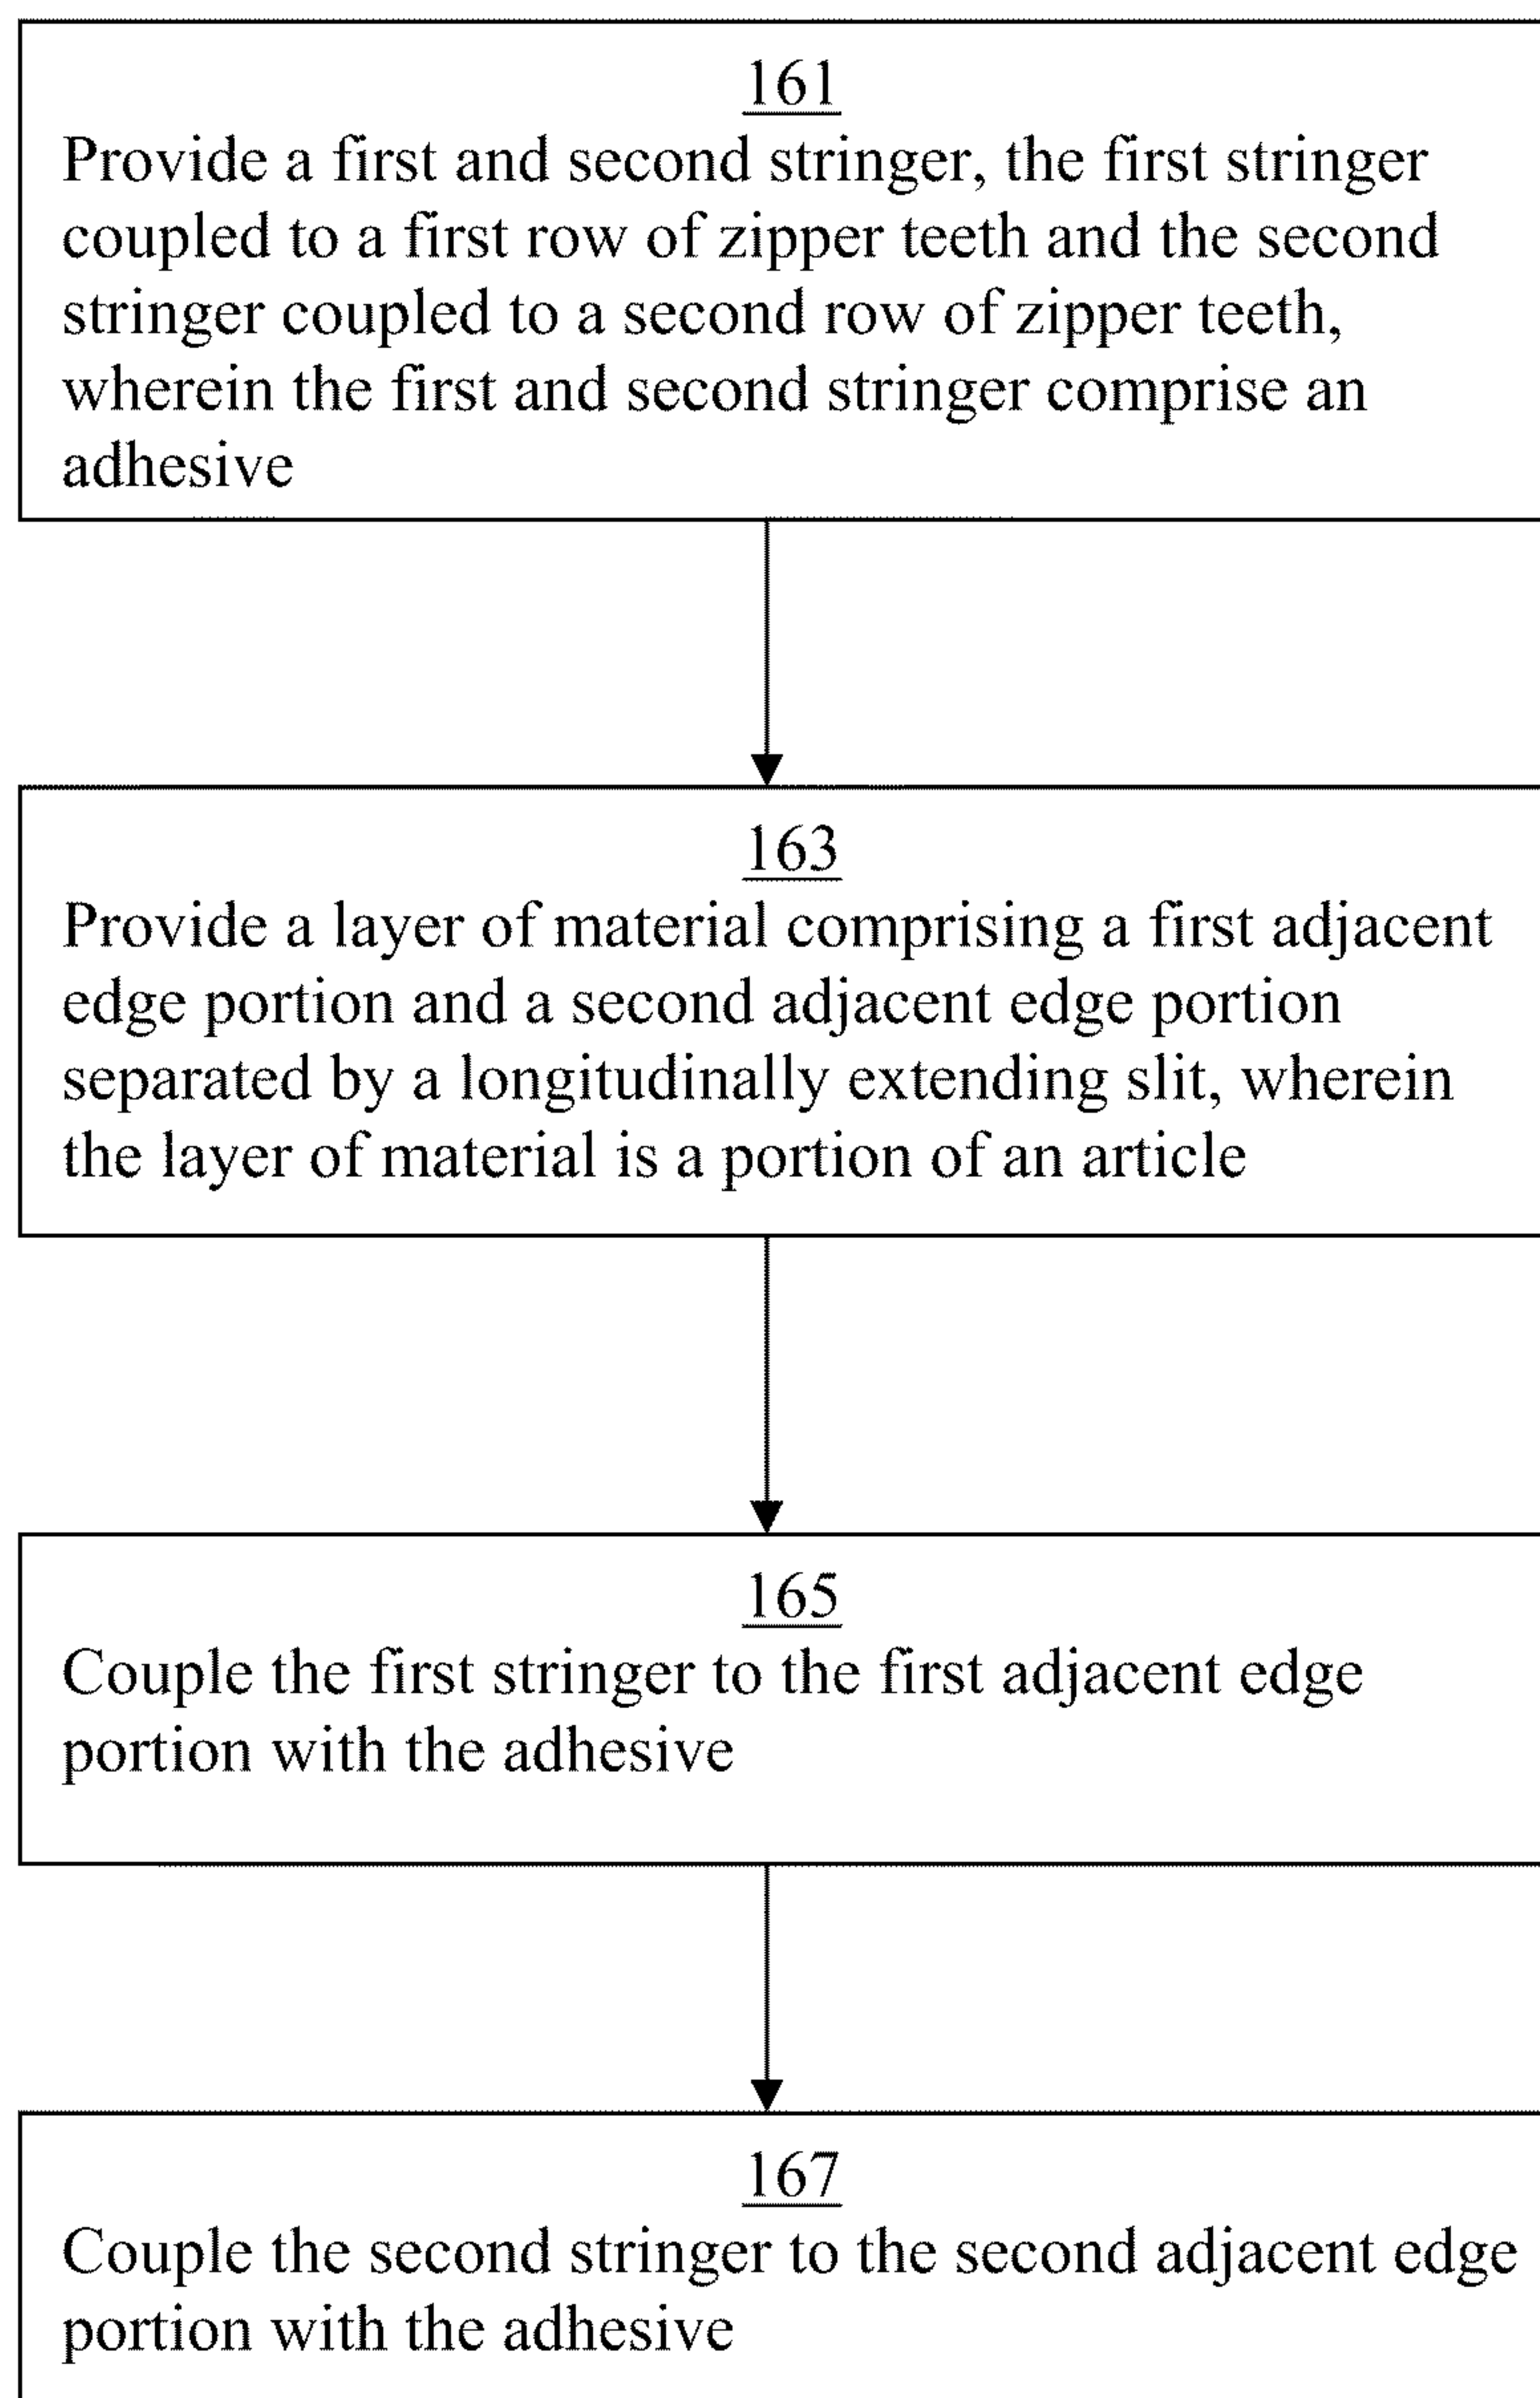 161
Provide a first and second stringer, the first stringer
coupled to a first row of zipper teeth and the second
stringer coupled to a second row of zipper teeth,
wherein the first and second stringer comprise an
adhesive
163
Provide a layer of material comprising a first adjacent
edge portion and a second adjacent edge portion
separated by a longitudinally extending slit, wherein
the layer of material is a portion of an article
165
Couple the first stringer to the first adjacent edge
portion with the adhesive
167
Couple the second stringer to the second adjacent edge
portion with the adhesive